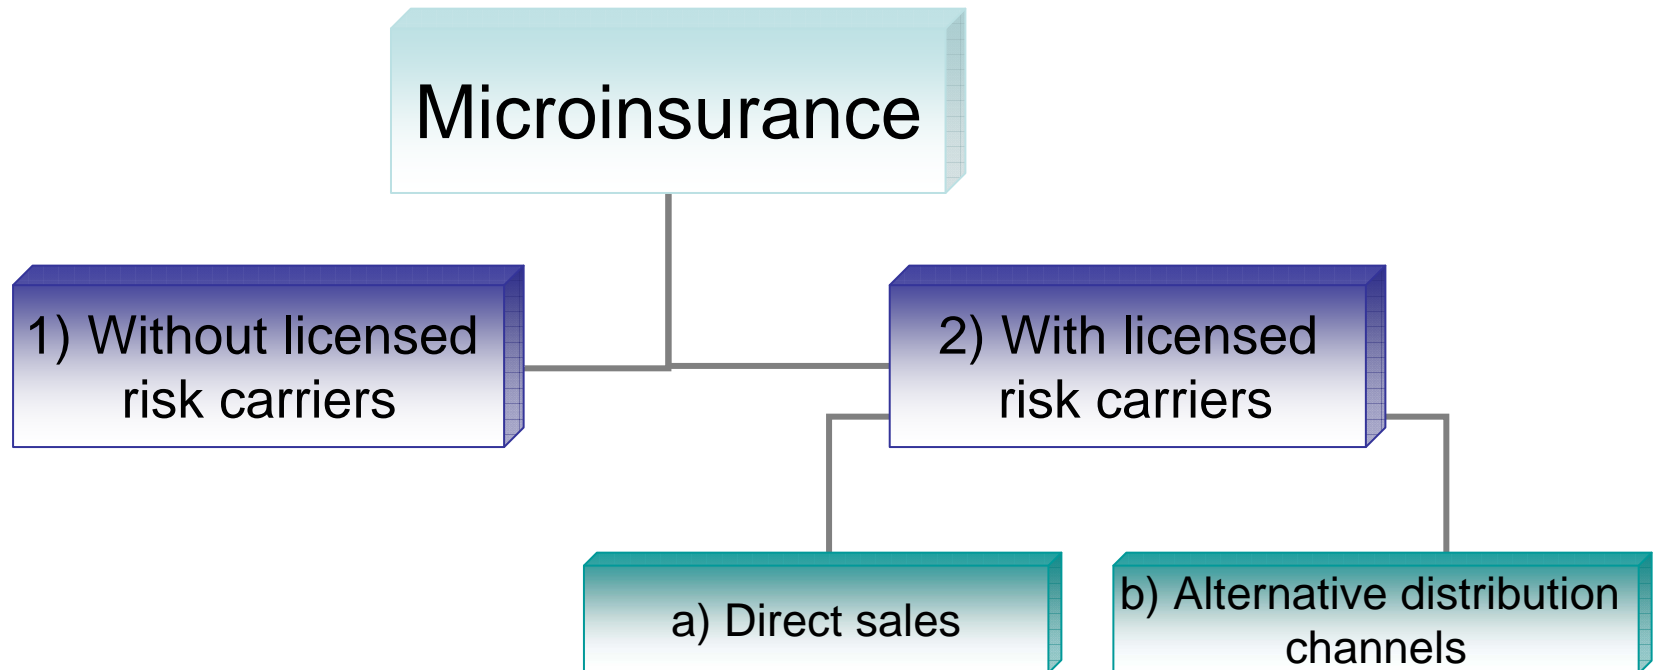 Microinsurance
1) Without licensed
risk carriers
2) With licensed
risk carriers
a) Direct sales
b) Alternative distribution
channels